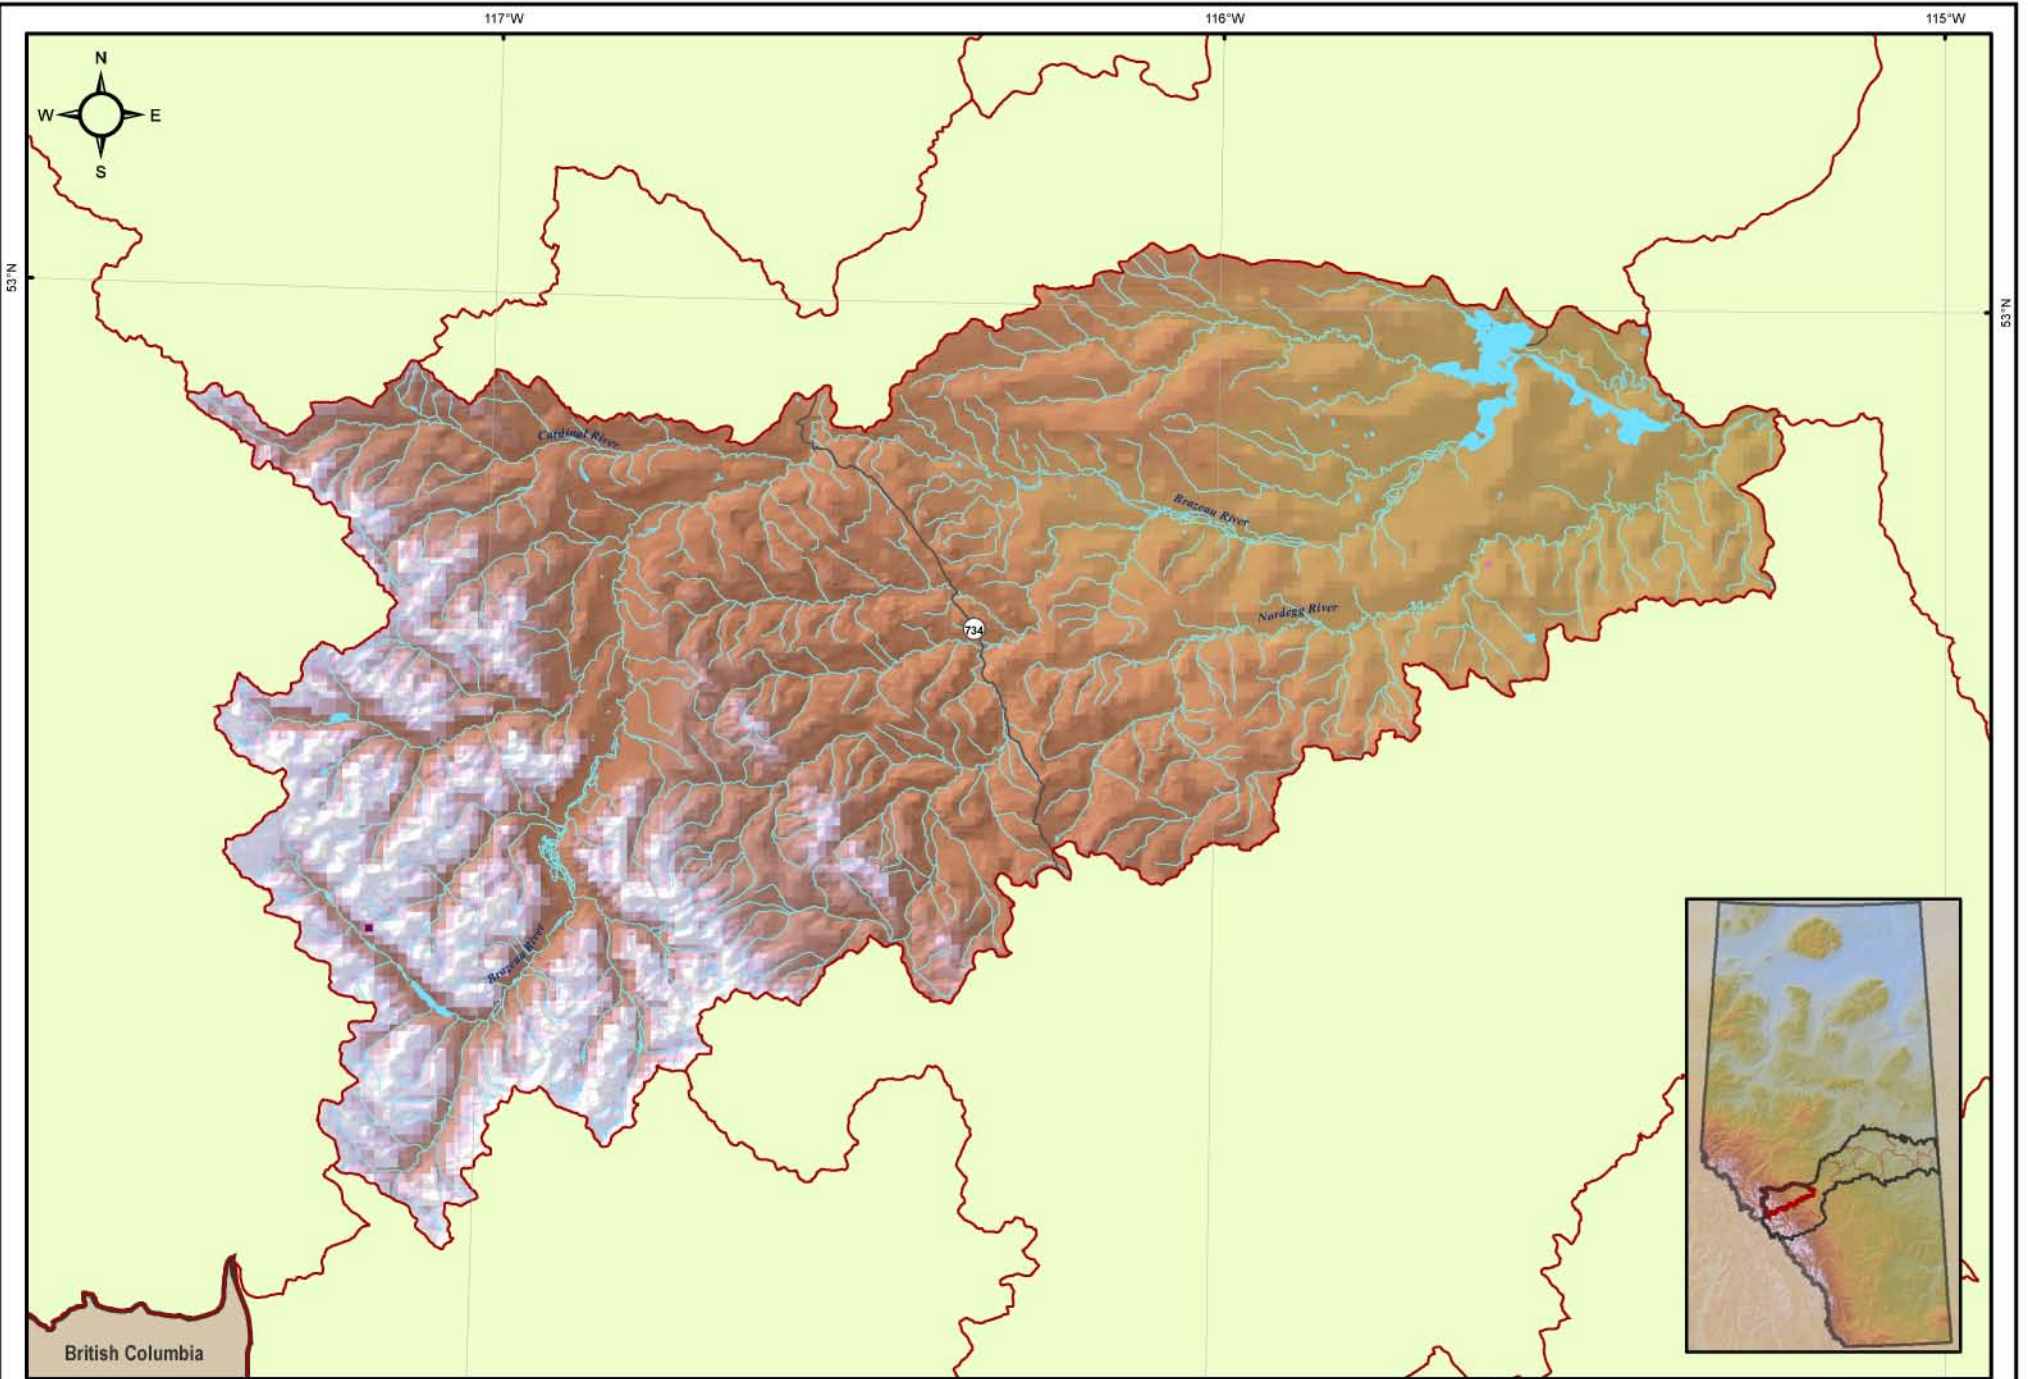 117°W
116°W
115°W
N
W
E
S
53°N
53°N
Cardinal River
Brazeau River
Nordegg River
734
Brazeau River
British Columbia